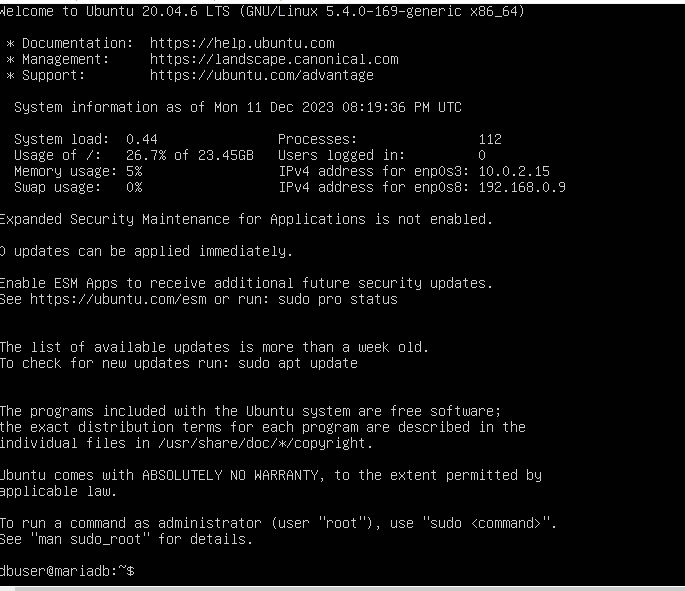 Welcome to Ubuntu 20.04.6 LTS (GNU/Linux 5.4.0-169-generic x86_64)
* Documentation: https://help.ubuntu.com
* Management: https://landscape.canonical.com
* Support: https://ubuntu.com/advantage
System information as of Mon 11 Dec 2023 08:19:36 PM UTC
System load: 0.44 Processes: 112
Usage of /: 26.7% of 23.45GB Users logged in: 0
Memory usage: 5% IPv4 address for enp0s3: 10.0.2.15
Swap usage: 0% IPv4 address for enp0s8: 192.168.0.9
Expanded Security Maintenance for Applications is not enabled.
0 updates can be applied immediately.
Enable ESM Apps to receive additional future security updates.
See https://ubuntu.com/esm or run: sudo pro status
The list of available updates is more than a week old.
To check for new updates run: sudo apt update
The programs included with the Ubuntu system are free software;
the exact distribution terms for each program are described in the
individual files in /usr/share/doc/*/copyright.
Ubuntu comes with ABSOLUTELY NO WARRANTY, to the extent permitted by
applicable law.
To run a command as administrator (user "root"), use "sudo <command>".
See "man sudo_root" for details.
dbuser@mariadb:~$